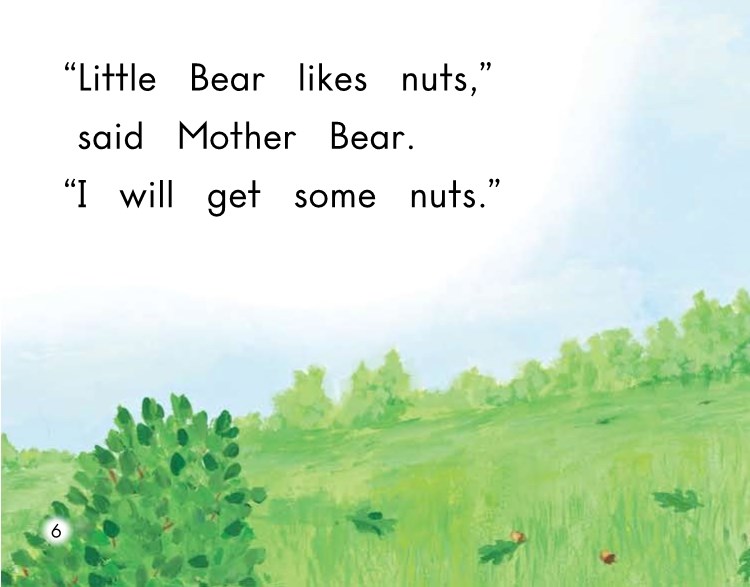 “Little Bear likes nuts,”
said Mother Bear.
“I will get some nuts.”
6